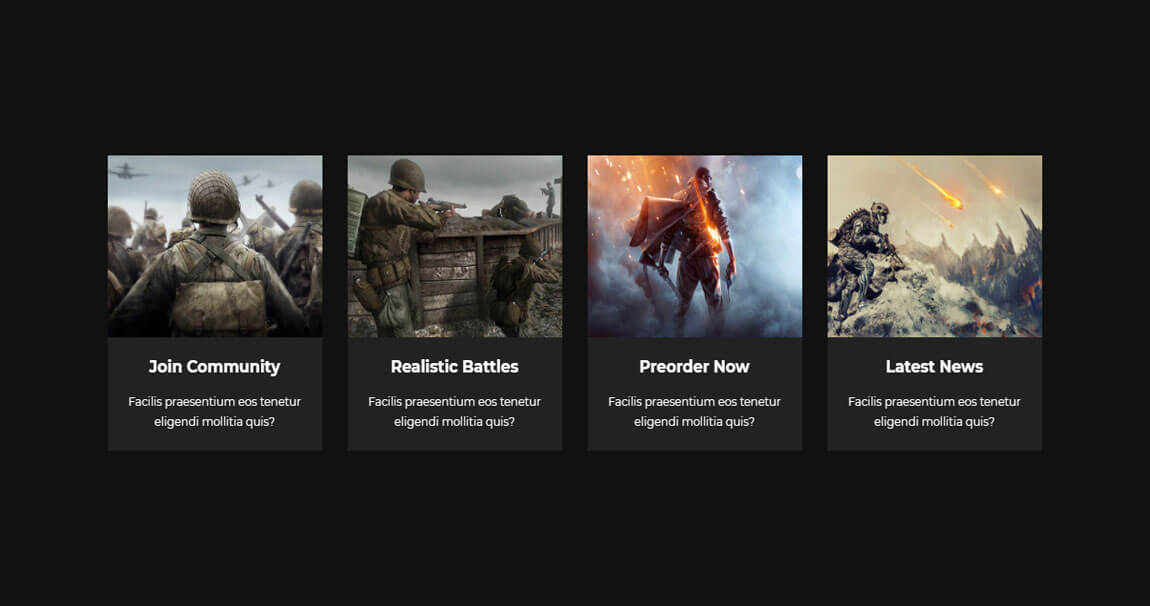 Join Community
Facilis praesentium eos tenetur
eligendi mollitia quis?
Realistic Battles
Facilis praesentium eos tenetur
eligendi mollitia quis?
Preorder Now
Facilis praesentium eos tenetur
eligendi mollitia quis?
Latest News
Facilis praesentium eos tenetur
eligendi mollitia quis?